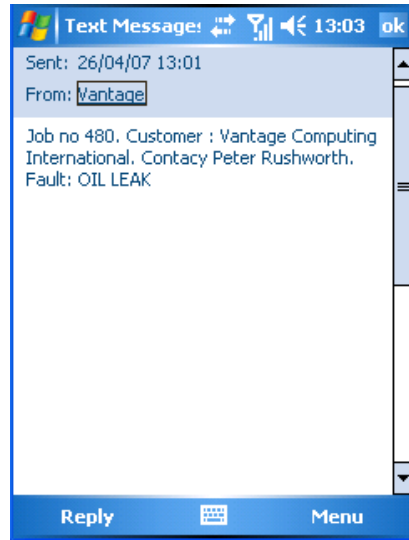 Text Messages 13:03 ok
Sent: 26/04/07 13:01
From: Vantage
Job no 480. Customer : Vantage Computing
International. Contacy Peter Rushworth.
Fault: OIL LEAK
Reply Menu